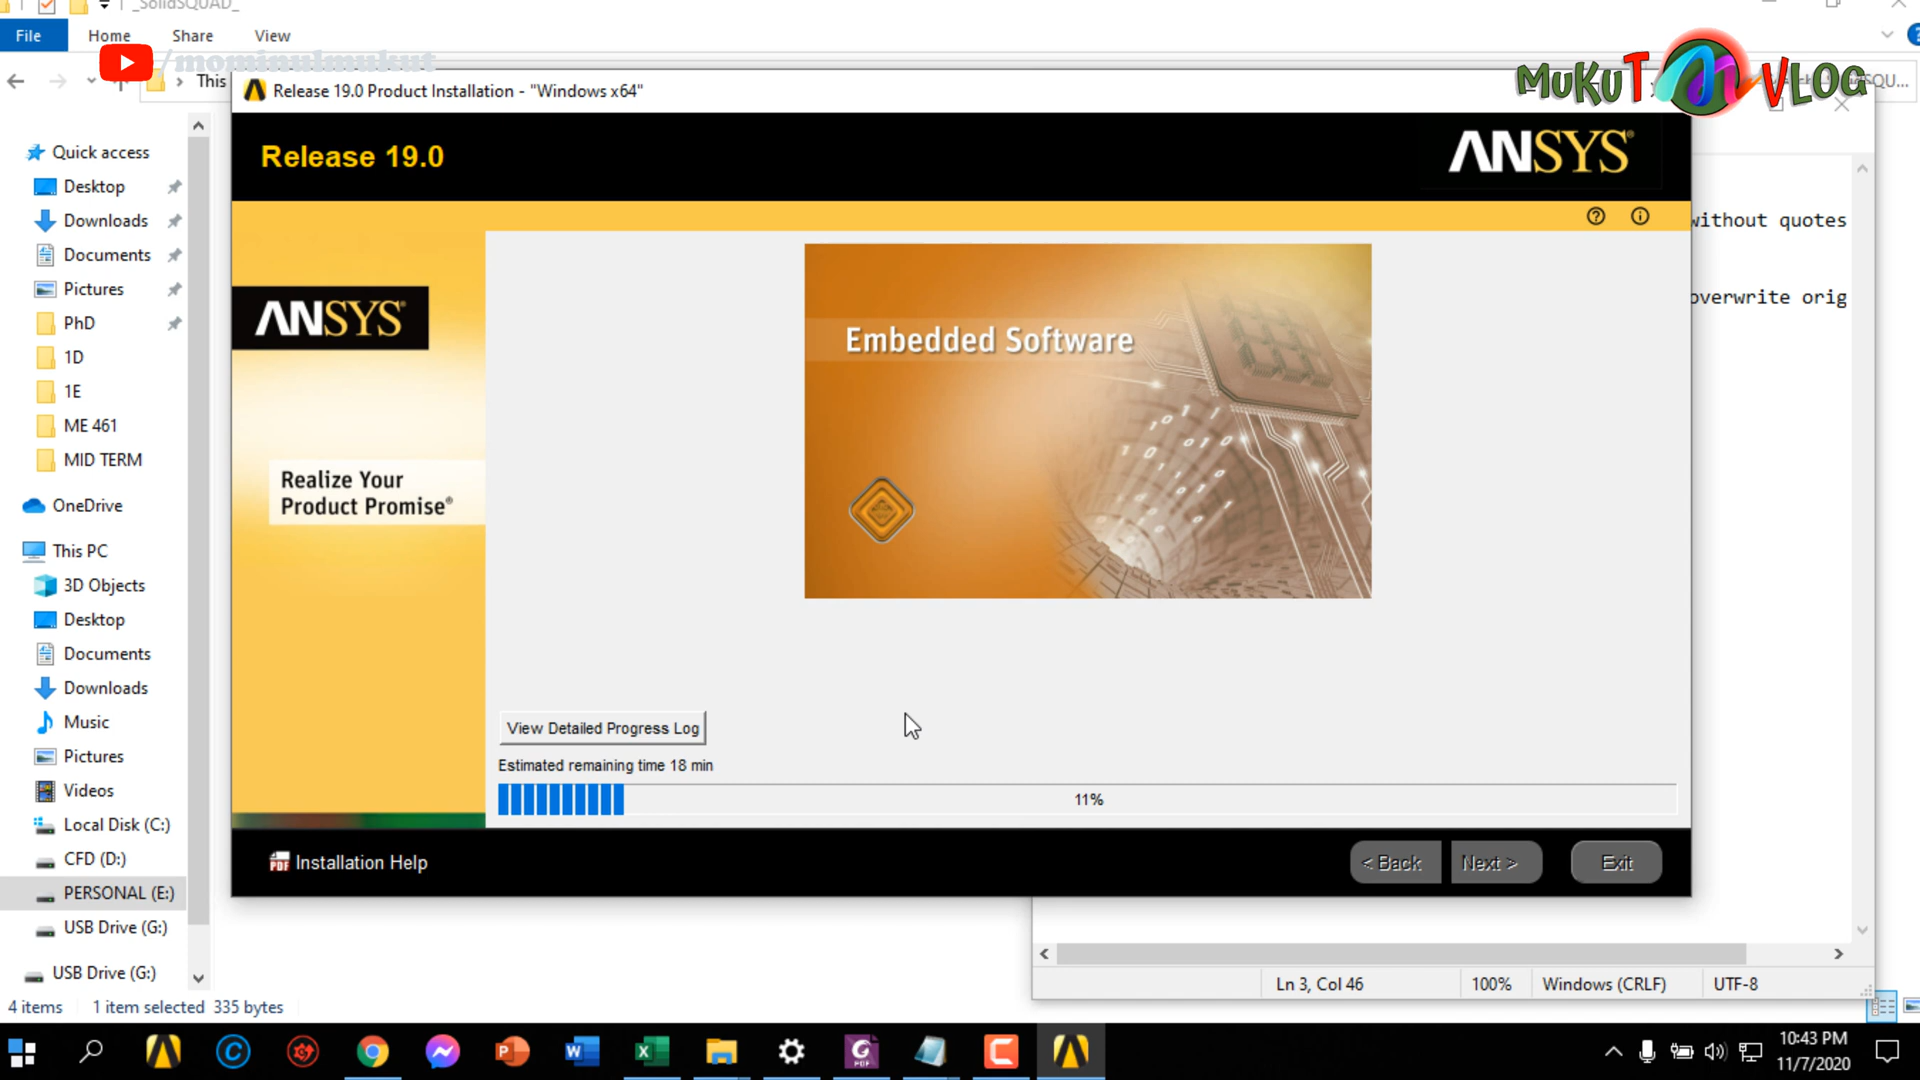 _SolidSQUAD_
File Home Share View
/mominulmukut
This
MUKUT VLOG
SQU...
Release 19.0 Product Installation - "Windows x64"
Release 19.0
ANSYS
Quick access
Desktop
Downloads
Documents
Pictures
PhD
1D
1E
ME 461
MID TERM
OneDrive
This PC
3D Objects
Desktop
Documents
Downloads
Music
Pictures
Videos
Local Disk (C:)
CFD (D:)
PERSONAL (E:)
USB Drive (G:)
USB Drive (G:)
ANSYS
Realize Your
Product Promise®
Embedded Software
without quotes
overwrite orig
View Detailed Progress Log
Estimated remaining time 18 min
11%
Installation Help
< Back Next > Exit
Ln 3, Col 46 100% Windows (CRLF) UTF-8
4 items 1 item selected 335 bytes
10:43 PM
11/7/2020